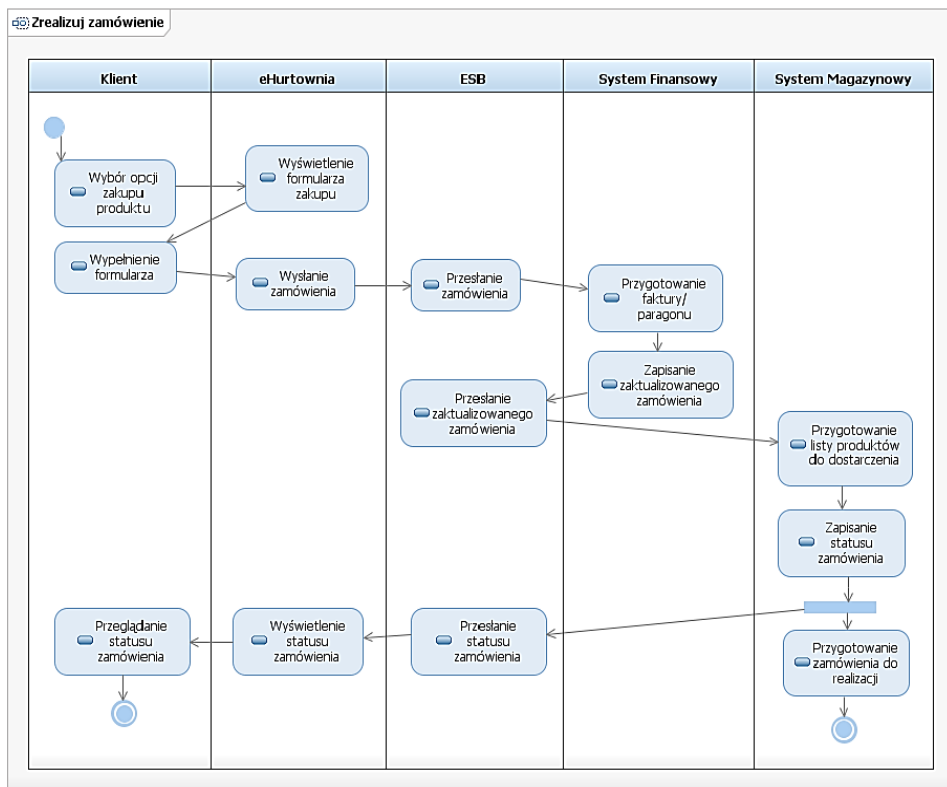 Zrealizuj zamówienie
Klient
eHurtownia
ESB
System Finansowy
System Magazynowy
Wybór opcji
zakupu
produktu
Wyświetlenie
formularza
zakupu
Wypełnienie
formularza
Wysłanie
zamówienia
Przesłanie
zamówienia
Przygotowanie
faktury/
paragonu
Zapisanie
zaktualizowanego
zamówienia
Przesłanie
zaktualizowanego
zamówienia
Przygotowanie
listy produktów
do dostarczenia
Zapisanie
statusu
zamówienia
Przeglądanie
statusu
zamówienia
Wyświetlenie
statusu
zamówienia
Przesłanie
statusu
zamówienia
Przygotowanie
zamówienia do
realizacji